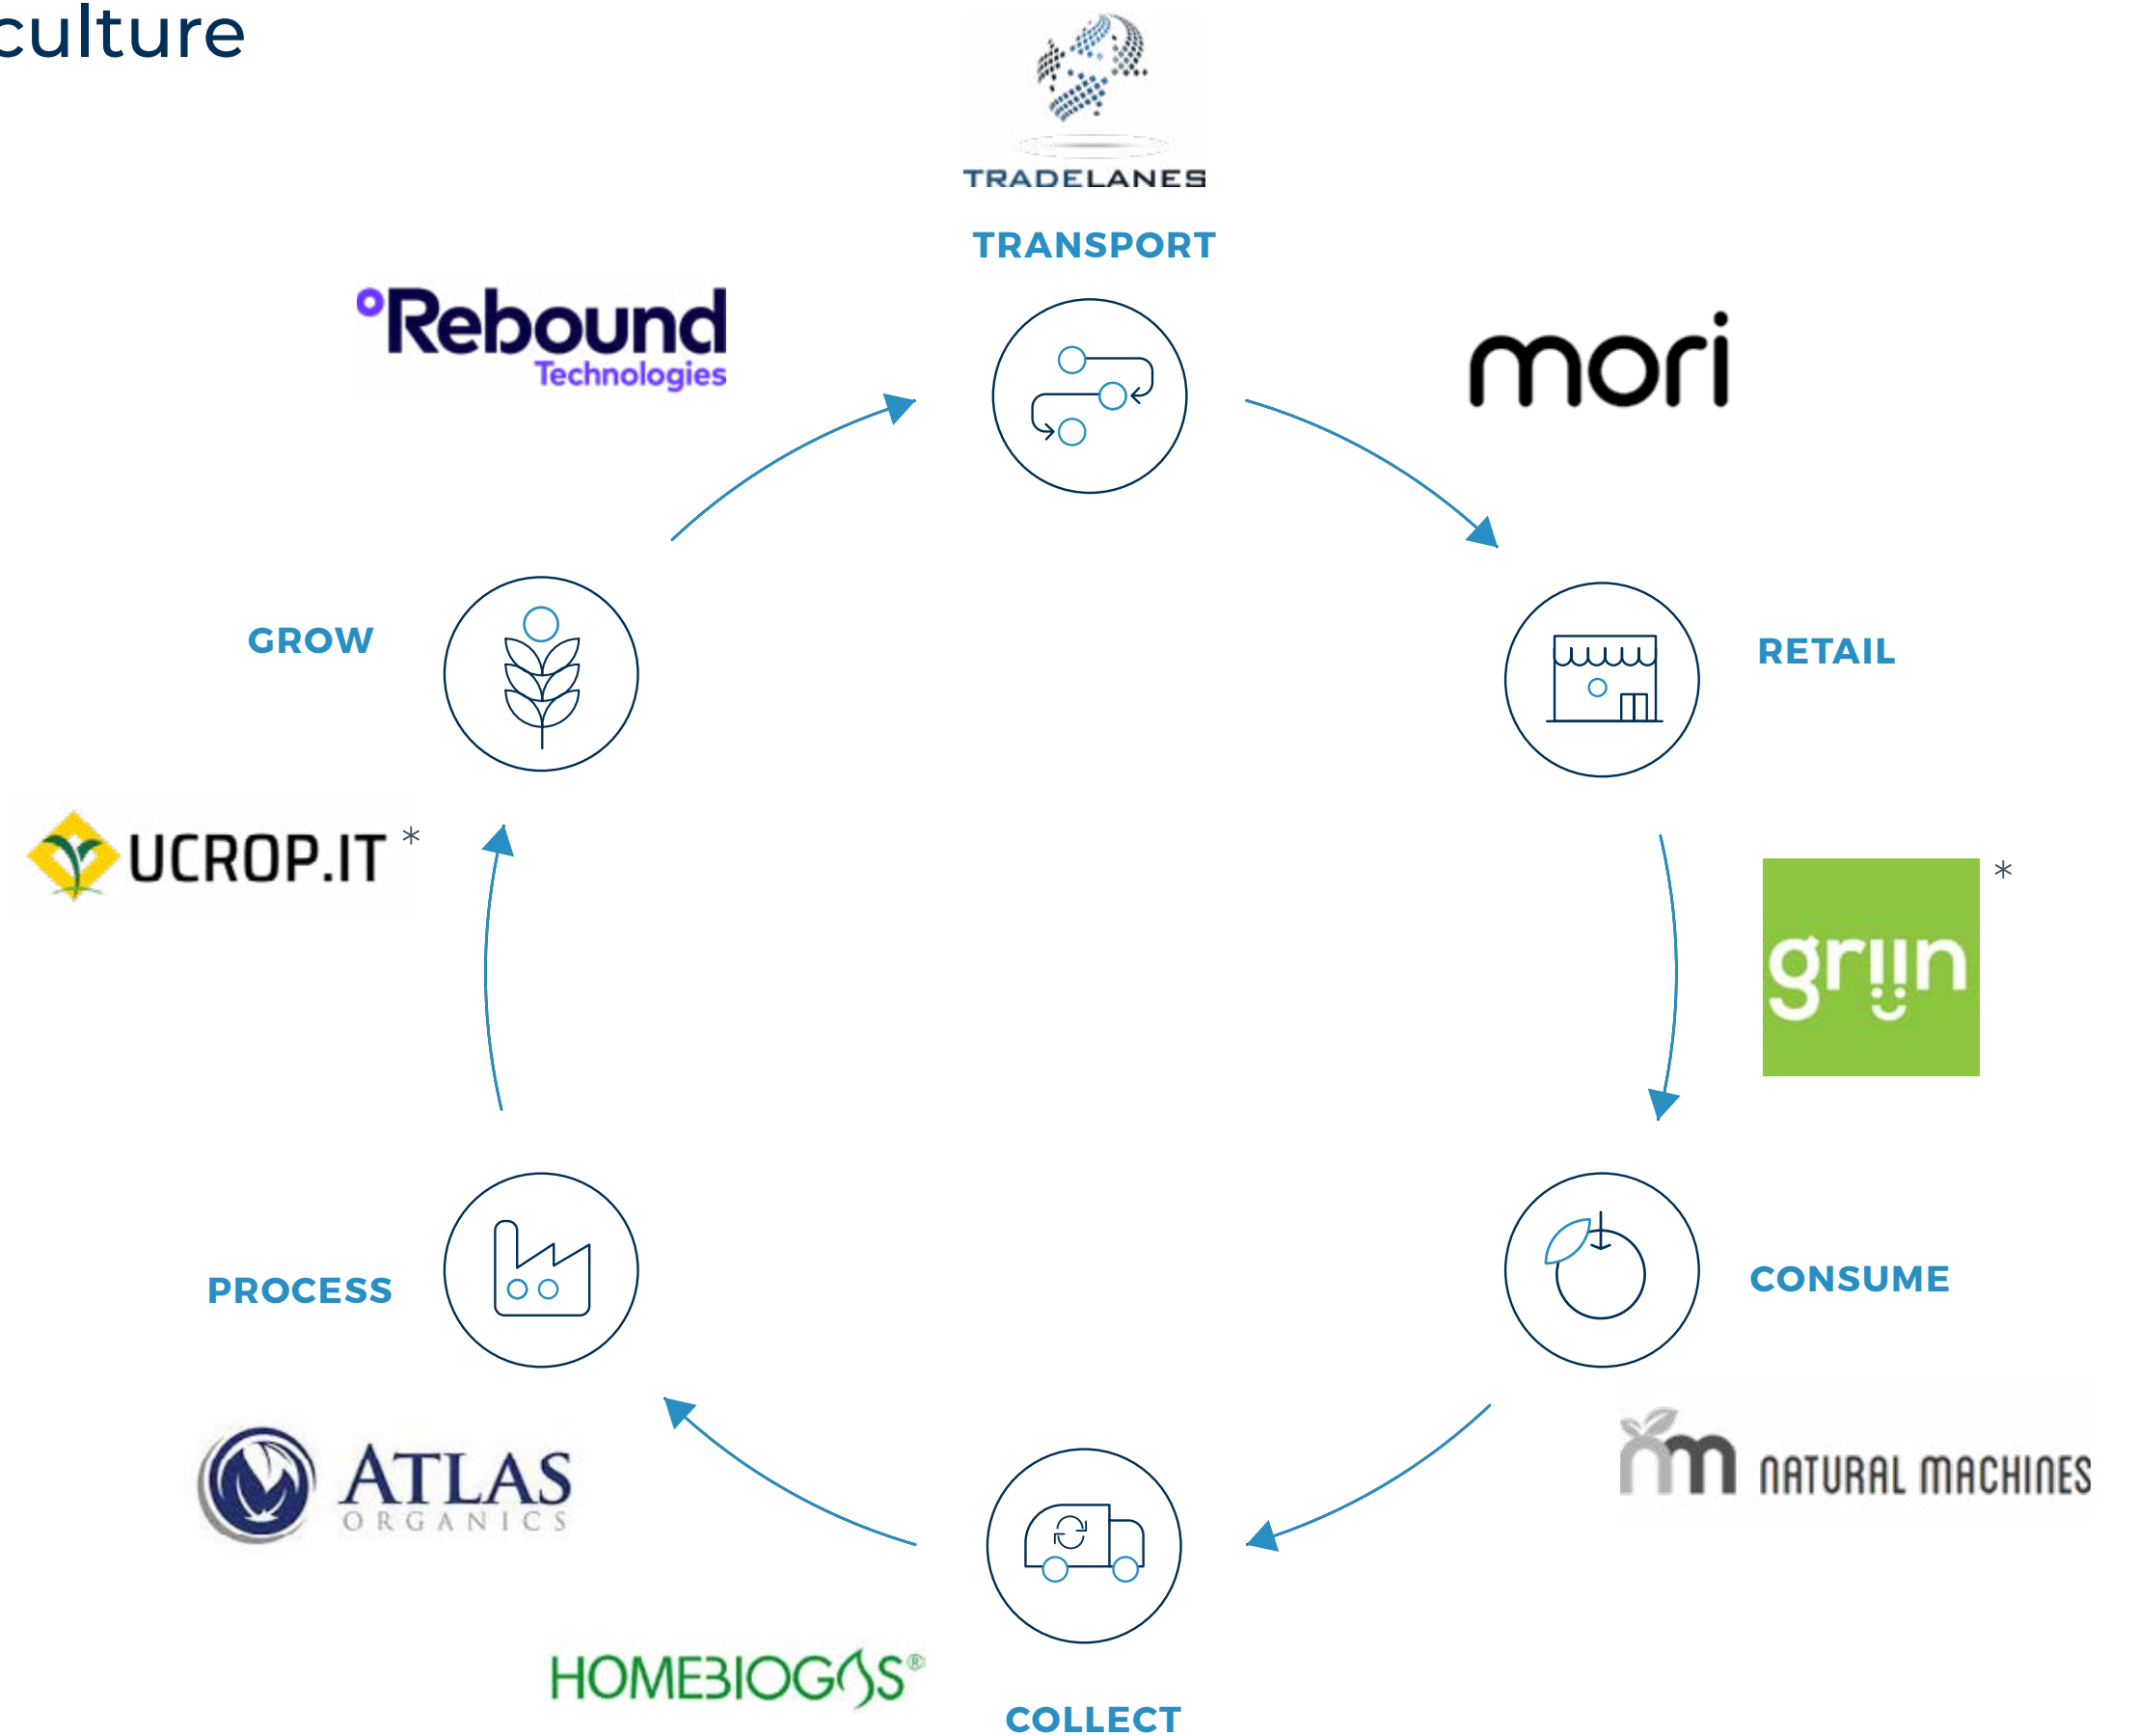 culture
TRADELANES
TRANSPORT
Rebound
Technologies
mori
GROW
RETAIL
UCROP.IT *
*
griin
PROCESS
CONSUME
ATLAS
ORGANICS
nm NATURAL MACHINES
HOMEBIOGAS®
COLLECT